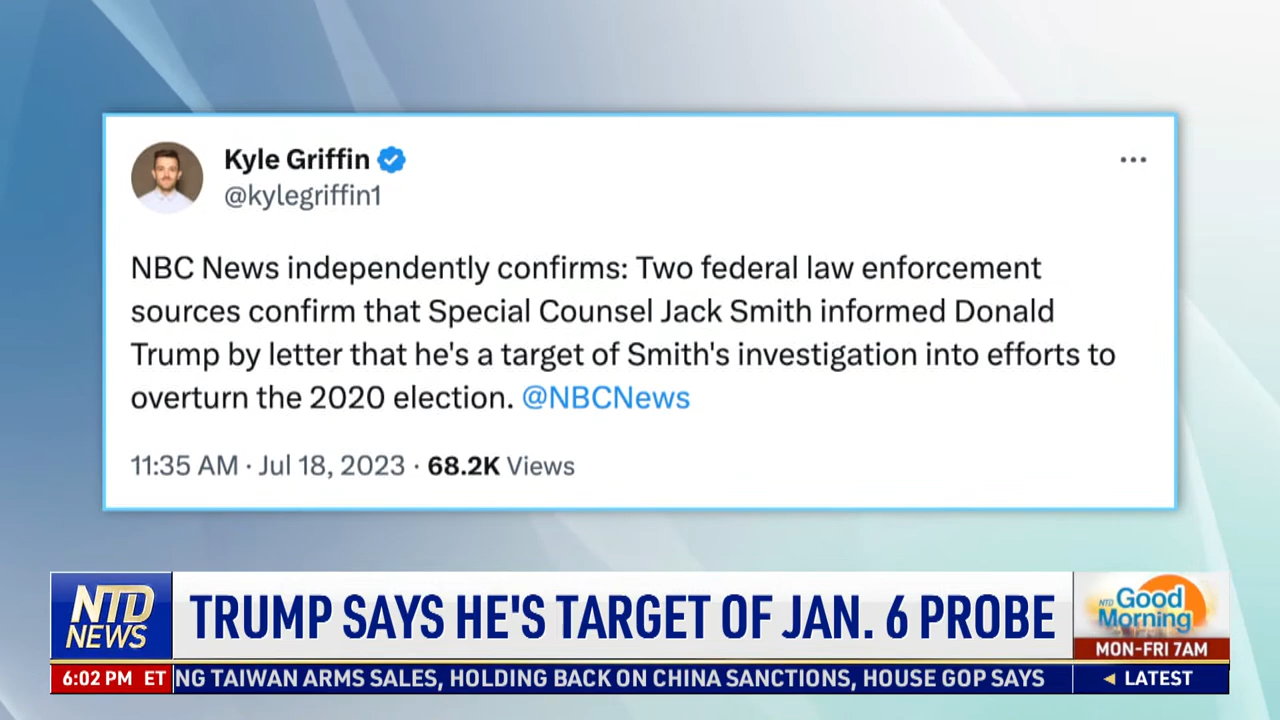 Kyle Griffin
@kylegriffin1
NBC News independently confirms: Two federal law enforcement
sources confirm that Special Counsel Jack Smith informed Donald
Trump by letter that he's a target of Smith's investigation into efforts to
overturn the 2020 election. @NBCNews
11:35 AM · Jul 18, 2023 · 68.2K Views
NTD
NEWS
TRUMP SAYS HE'S TARGET OF JAN. 6 PROBE
NTD Good
Morning
MON-FRI 7AM
6:02 PM ET
NG TAIWAN ARMS SALES, HOLDING BACK ON CHINA SANCTIONS, HOUSE GOP SAYS
LATEST